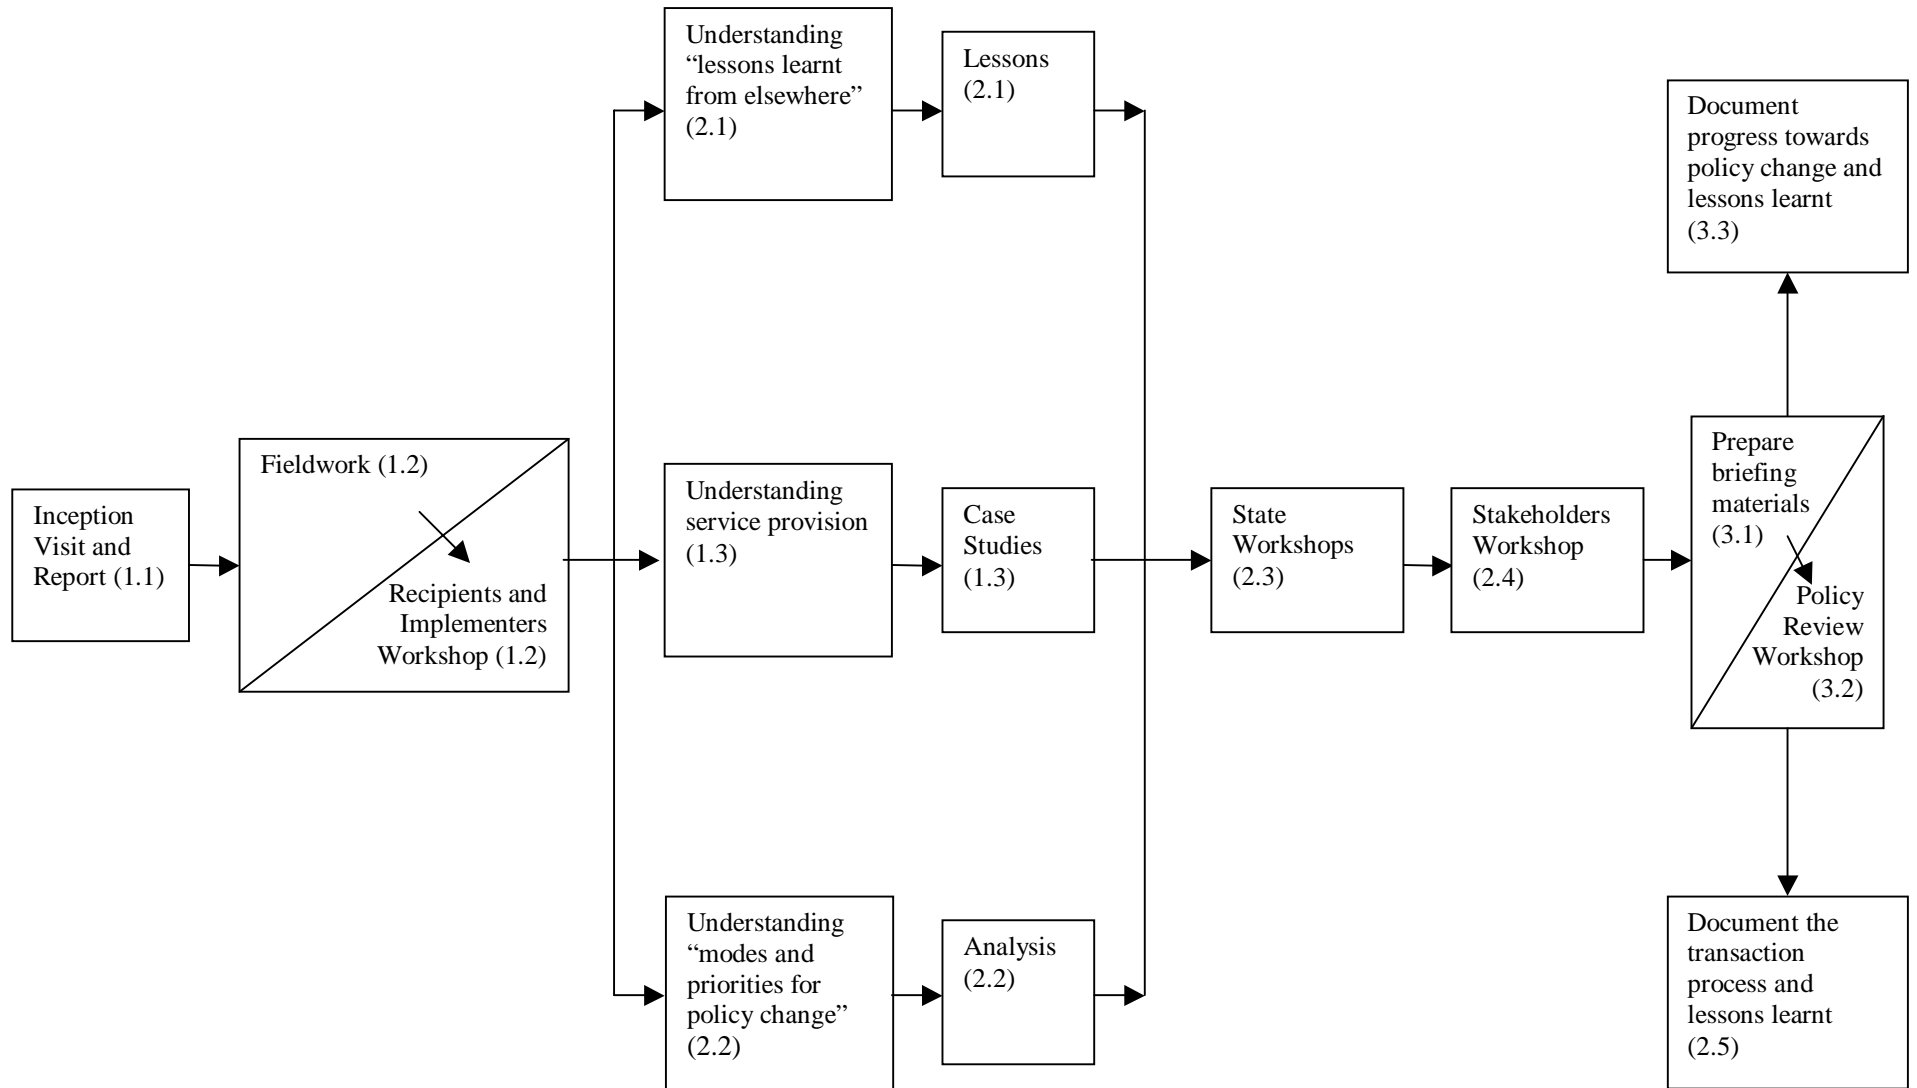 Inception
Visit and
Report (1.1)
Fieldwork (1.2)
Recipients and
Implementers
Workshop (1.2)
Understanding
“lessons learnt
from elsewhere”
(2.1)
Lessons
(2.1)
Understanding
service provision
(1.3)
Case
Studies
(1.3)
Understanding
“modes and
priorities for
policy change”
(2.2)
Analysis
(2.2)
State
Workshops
(2.3)
Stakeholders
Workshop
(2.4)
Prepare
briefing
materials
(3.1)
Policy
Review
Workshop
(3.2)
Document
progress towards
policy change and
lessons learnt
(3.3)
Document the
transaction
process and
lessons learnt
(2.5)